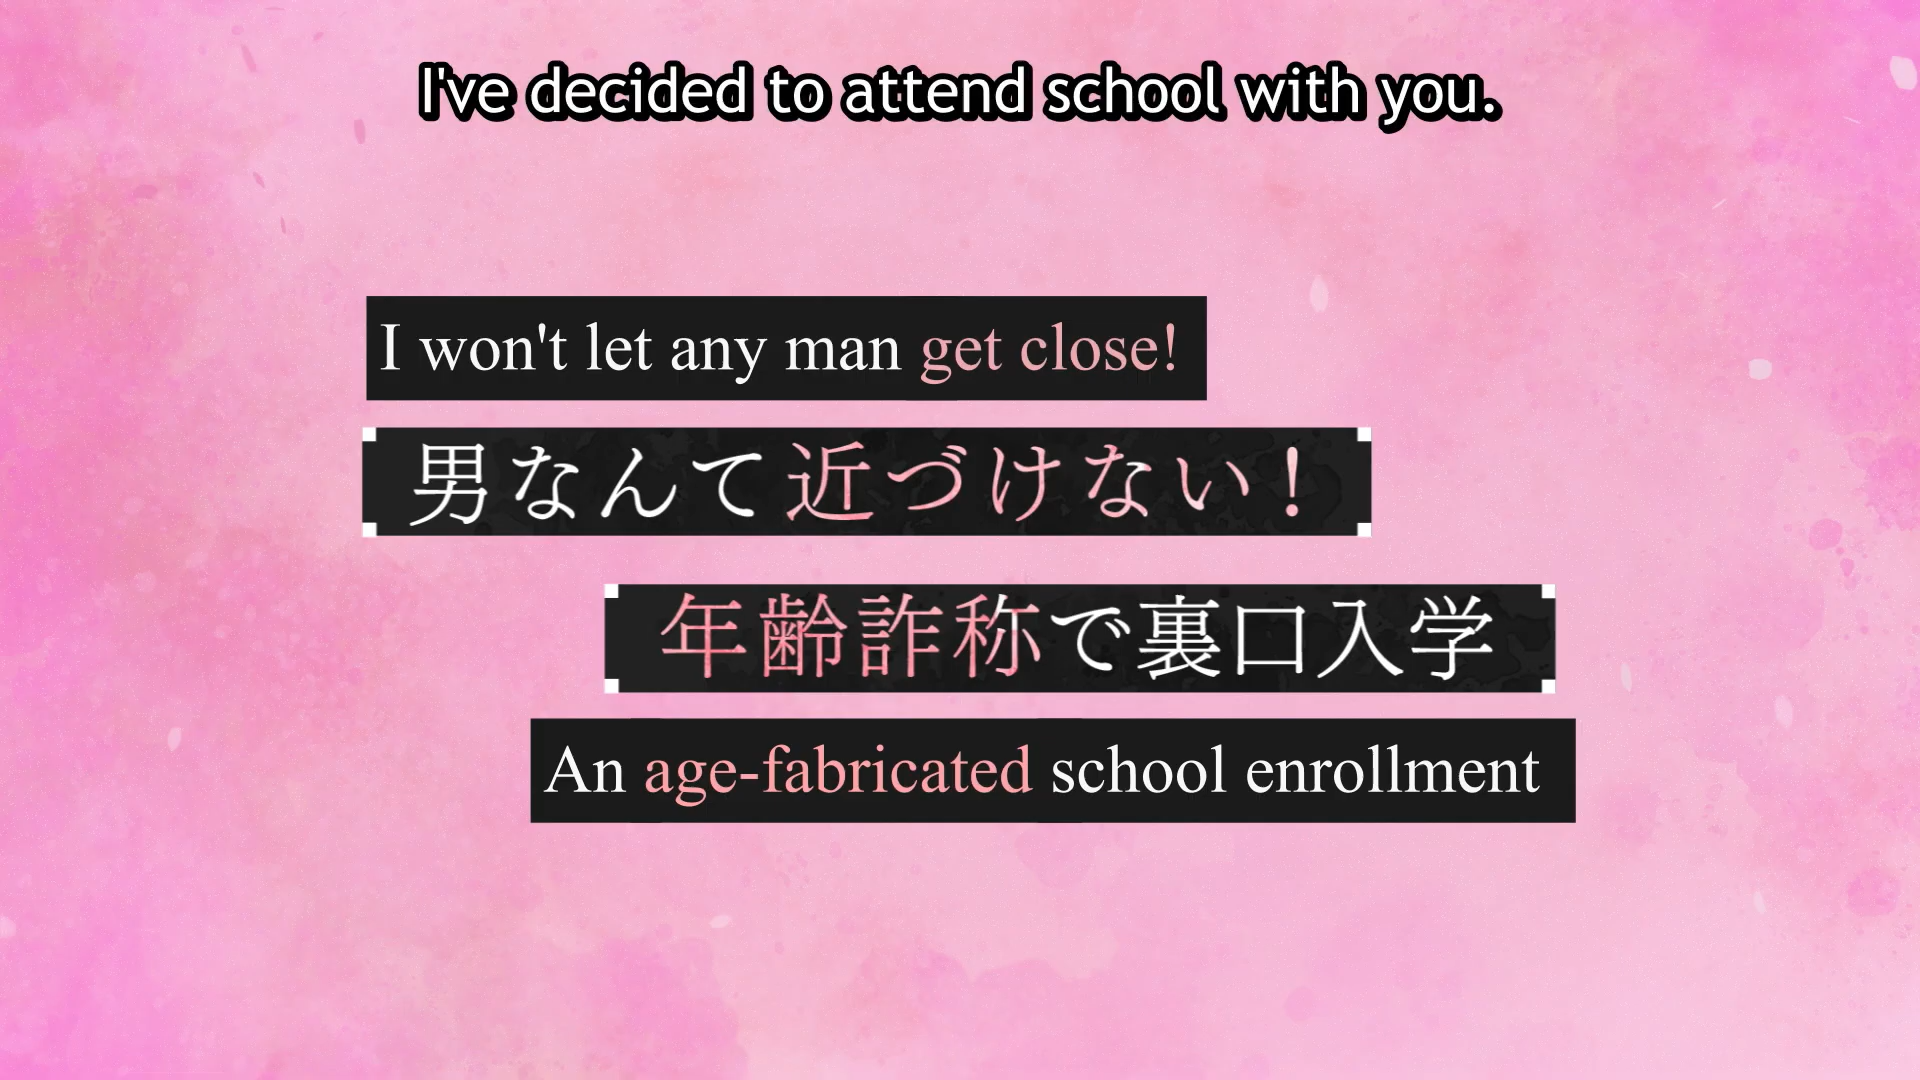 I've decided to attend school with you.
I won't let any man get close!
男なんて近づけない!
年齢詐称で裏口入学
An age-fabricated school enrollment